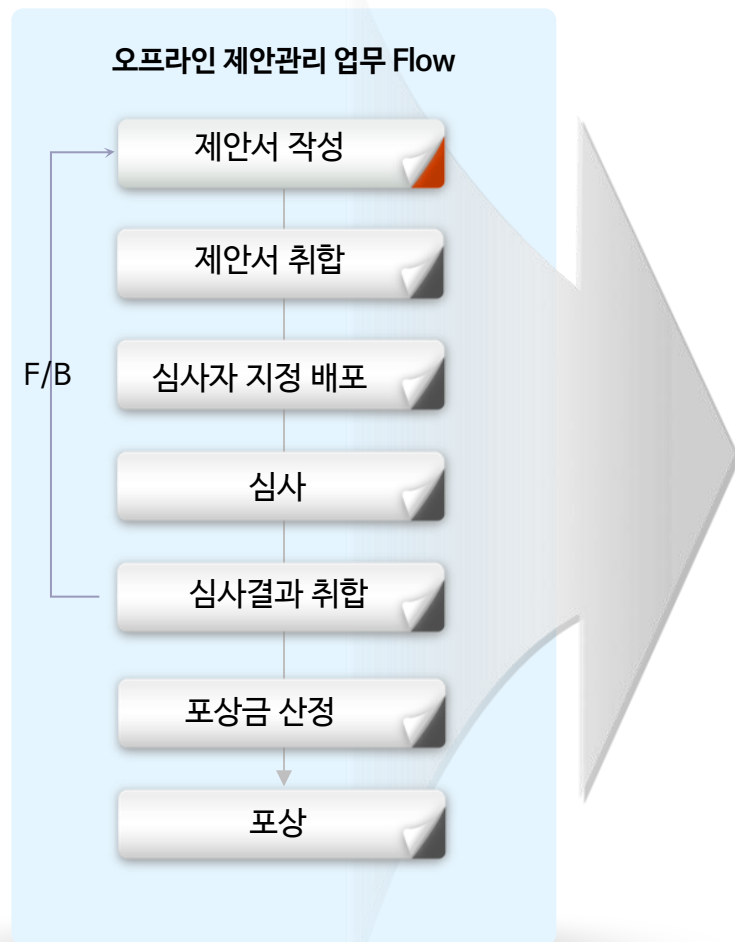 오프라인 제안관리 업무 Flow
제안서 작성
제안서 취합
F/B
심사자 지정 배포
심사
심사결과 취합
포상금 산정
포상